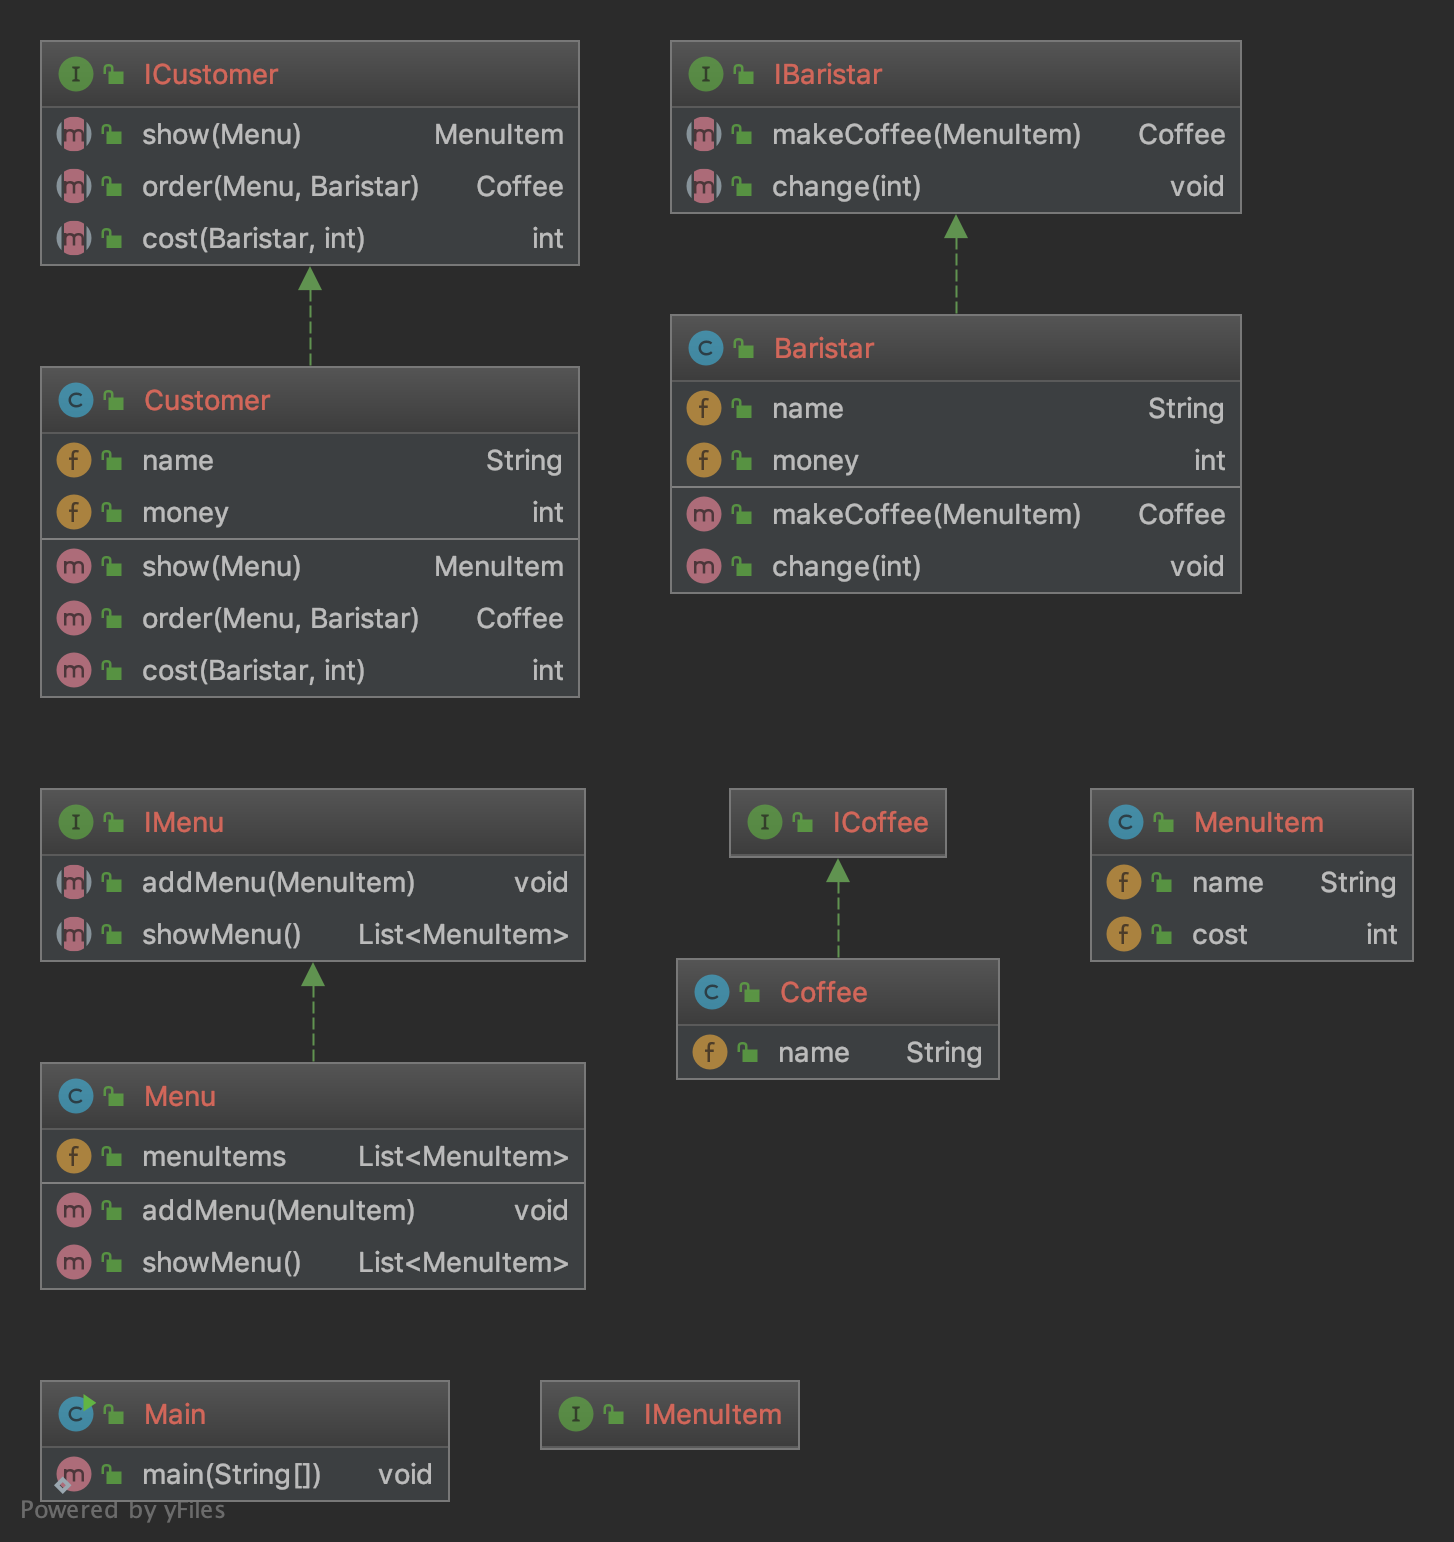 ICustomer
show(Menu) MenuItem
order(Menu, Baristar) Coffee
cost(Baristar, int) int
IBaristar
makeCoffee(MenuItem) Coffee
change(int) void
Customer
name String
money int
show(Menu) MenuItem
order(Menu, Baristar) Coffee
cost(Baristar, int) int
Baristar
name String
money int
makeCoffee(MenuItem) Coffee
change(int) void
IMenu
addMenu(MenuItem) void
showMenu() List<MenuItem>
ICoffee
MenuItem
name String
cost int
Menu
menuItems List<MenuItem>
addMenu(MenuItem) void
showMenu() List<MenuItem>
Coffee
name String
Main
main(String[]) void
IMenuItem
Powered by yFiles